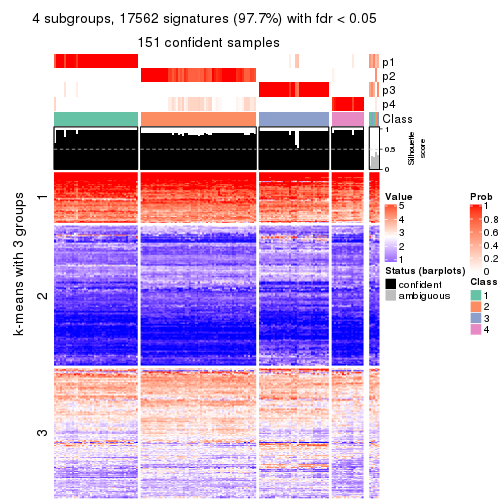 4 subgroups, 17562 signatures (97.7%) with fdr < 0.05
151 confident samples
p1
p2
p3
p4
Class
1
0.5
0
Silhouette
score
k-means with 3 groups
1
2
3
Value
5
4
3
2
1
Status (barplots)
confident
ambiguous
Prob
1
0.8
0.6
0.4
0.2
0
Class
1
2
3
4